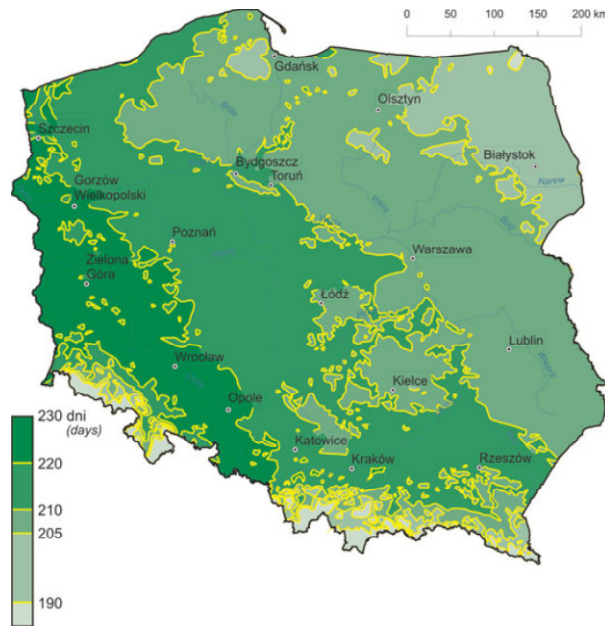 0 50 100 150 200 km
Gdańsk
Olsztyn
Szczecin
Białystok
Bydgoszcz
Toruń
Narew
Gorzów
Wielkopolski
Bug
Poznań
Warszawa
Zielona
Góra
Łódź
Lublin
Wieprz
Wrocław
Kielce
Opole
230 dni
(days)
Katowice
Kraków
Rzeszów
220
210
205
190